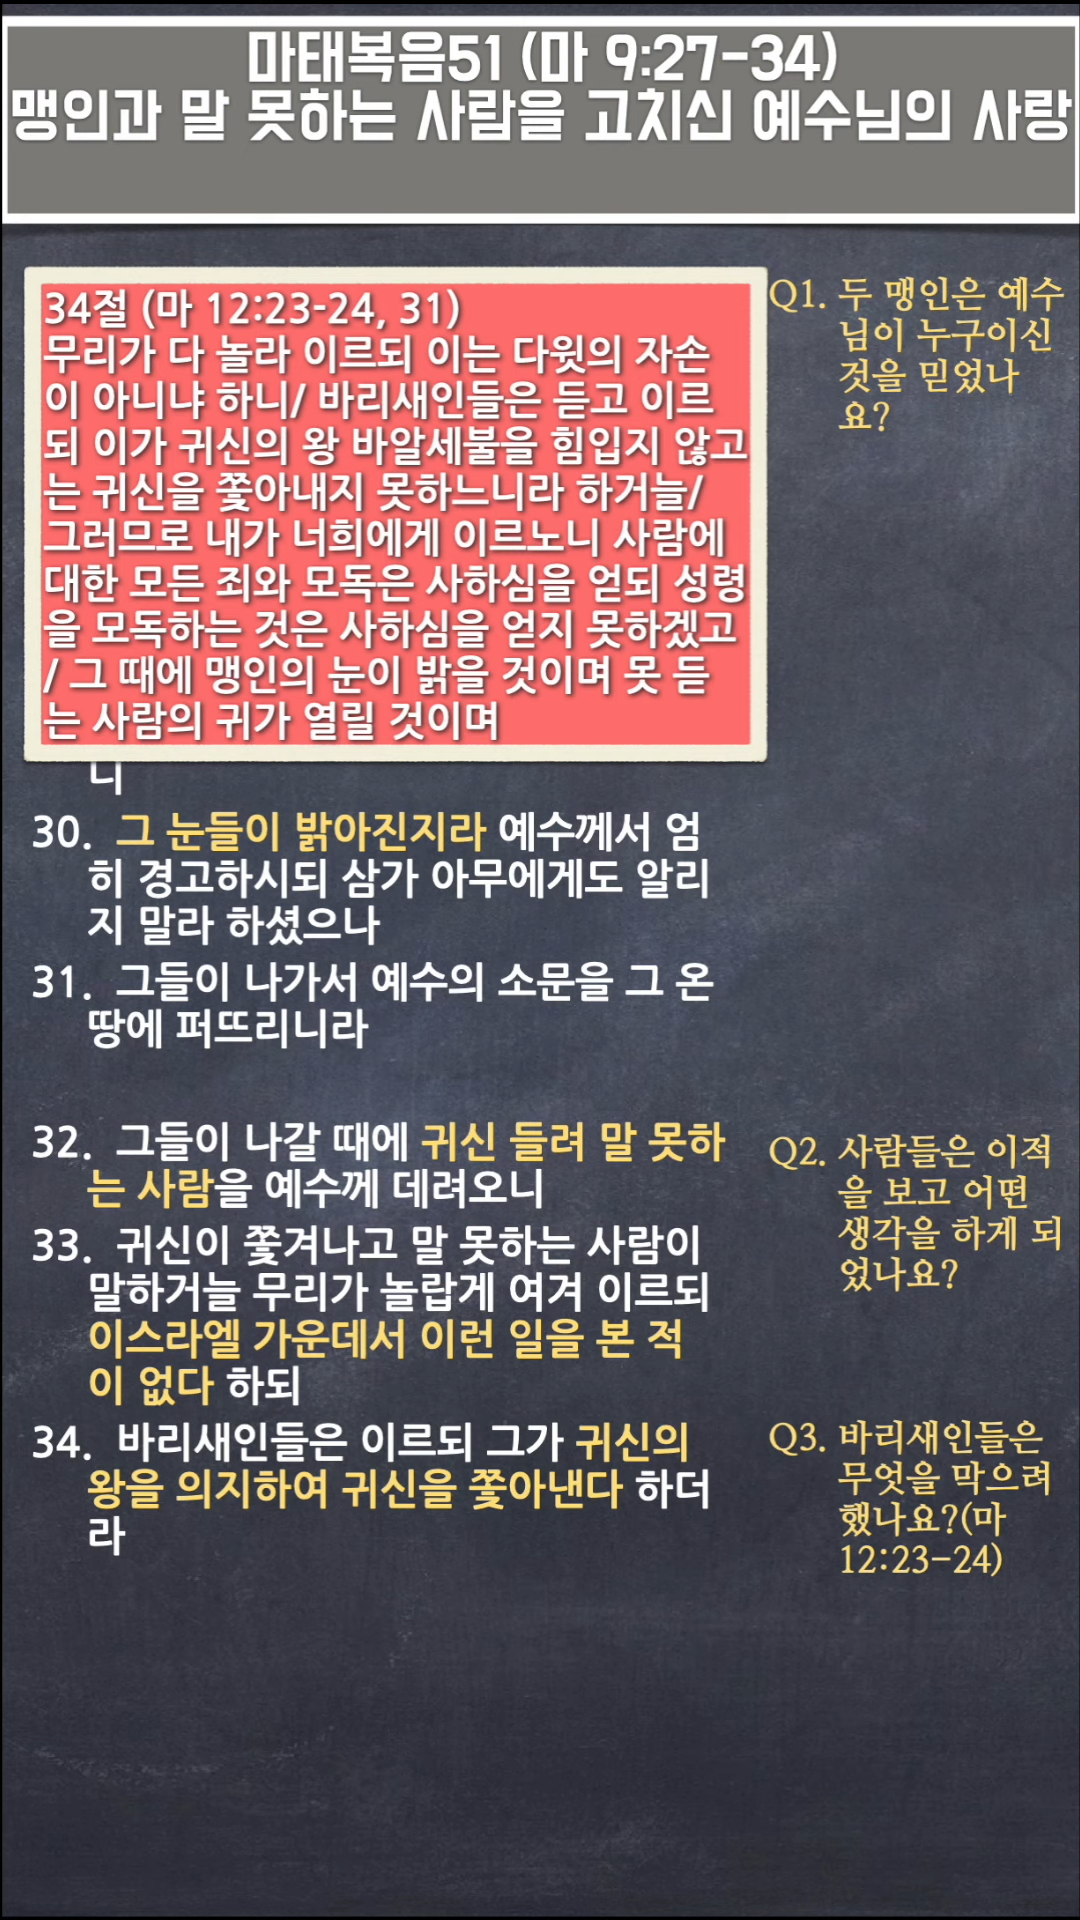 마태복음51 (마 9:27-34)
맹인과 말 못하는 사람을 고치신 예수님의 사랑
34절 (마 12:23-24, 31)
무리가 다 놀라 이르되 이는 다윗의 자손
이 아니냐 하니/ 바리새인들은 듣고 이르
되 이가 귀신의 왕 바알세불을 힘입지 않고
는 귀신을 쫓아내지 못하느니라 하거늘/
그러므로 내가 너희에게 이르노니 사람에
대한 모든 죄와 모독은 사하심을 얻되 성령
을 모독하는 것은 사하심을 얻지 못하겠고
/ 그 때에 맹인의 눈이 밝을 것이며 못 듣
는 사람의 귀가 열릴 것이며
니
30. 그 눈들이 밝아진지라 예수께서 엄
히 경고하시되 삼가 아무에게도 알리
지 말라 하셨으나
31. 그들이 나가서 예수의 소문을 그 온
땅에 퍼뜨리니라
32. 그들이 나갈 때에 귀신 들려 말 못하
는 사람을 예수께 데려오니
33. 귀신이 쫓겨나고 말 못하는 사람이
말하거늘 무리가 놀랍게 여겨 이르되
이스라엘 가운데서 이런 일을 본 적
이 없다 하되
34. 바리새인들은 이르되 그가 귀신의
왕을 의지하여 귀신을 쫓아낸다 하더
라
Q1. 두 맹인은 예수
님이 누구이신
것을 믿었나
요?
Q2. 사람들은 이적
을 보고 어떤
생각을 하게 되
었나요?
Q3. 바리새인들은
무엇을 막으려
했나요?(마
12:23-24)